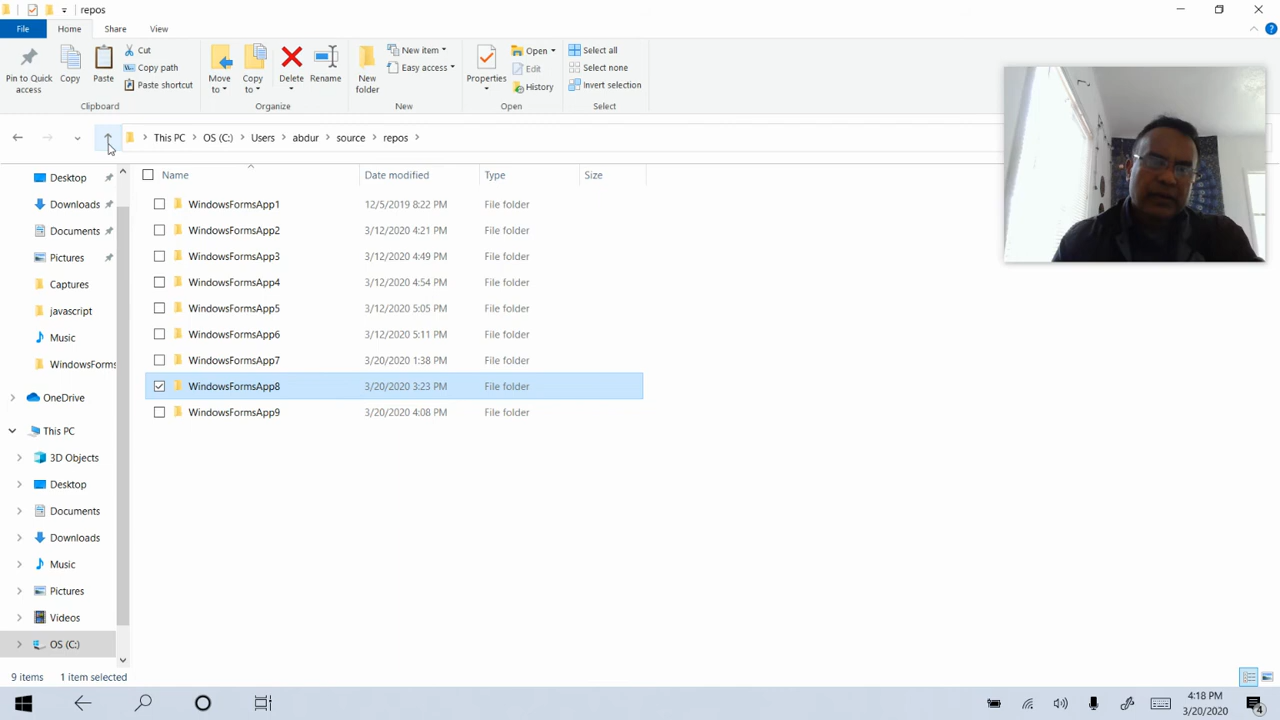 repos
File Home Share View
Pin to Quick access
Copy
Paste
Cut
Copy path
Paste shortcut
Clipboard
Move to
Copy to
Delete
Rename
Organize
New folder
New item
Easy access
New
Properties
Open
Edit
History
Open
Select all
Select none
Invert selection
Select
This PC > OS (C:) > Users > abdur > source > repos >
Name Date modified Type Size
WindowsFormsApp1 12/5/2019 8:22 PM File folder
WindowsFormsApp2 3/12/2020 4:21 PM File folder
WindowsFormsApp3 3/12/2020 4:49 PM File folder
WindowsFormsApp4 3/12/2020 4:54 PM File folder
WindowsFormsApp5 3/12/2020 5:05 PM File folder
WindowsFormsApp6 3/12/2020 5:11 PM File folder
WindowsFormsApp7 3/20/2020 1:38 PM File folder
WindowsFormsApp8 3/20/2020 3:23 PM File folder
WindowsFormsApp9 3/20/2020 4:08 PM File folder
Desktop
Downloads
Documents
Pictures
Captures
javascript
Music
WindowsForms
OneDrive
This PC
3D Objects
Desktop
Documents
Downloads
Music
Pictures
Videos
OS (C:)
9 items 1 item selected
4:18 PM
3/20/2020
4